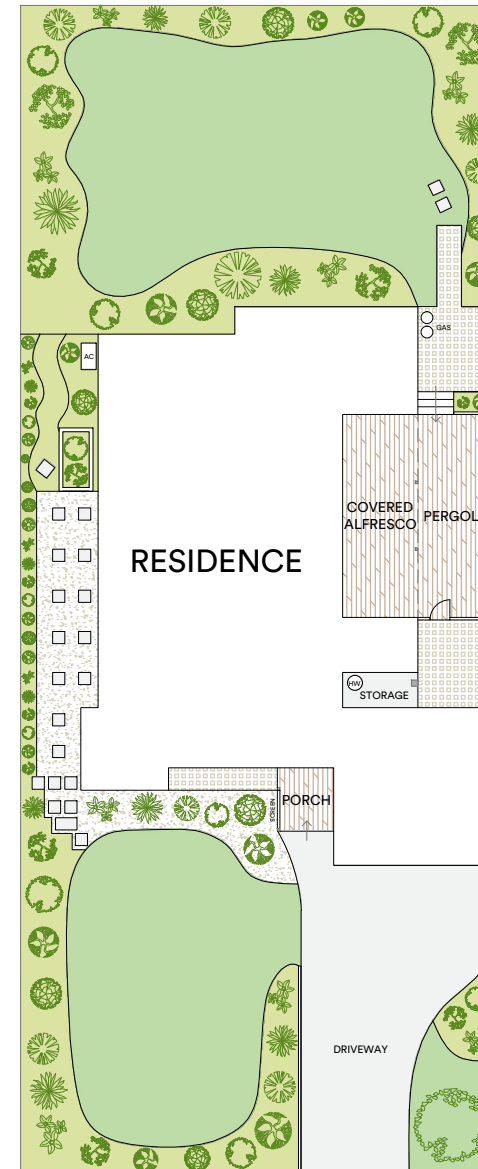 GAS
AC
COVERED
ALFRESCO
PERGOL
RESIDENCE
HW
STORAGE
SCREEN
PORCH
DRIVEWAY